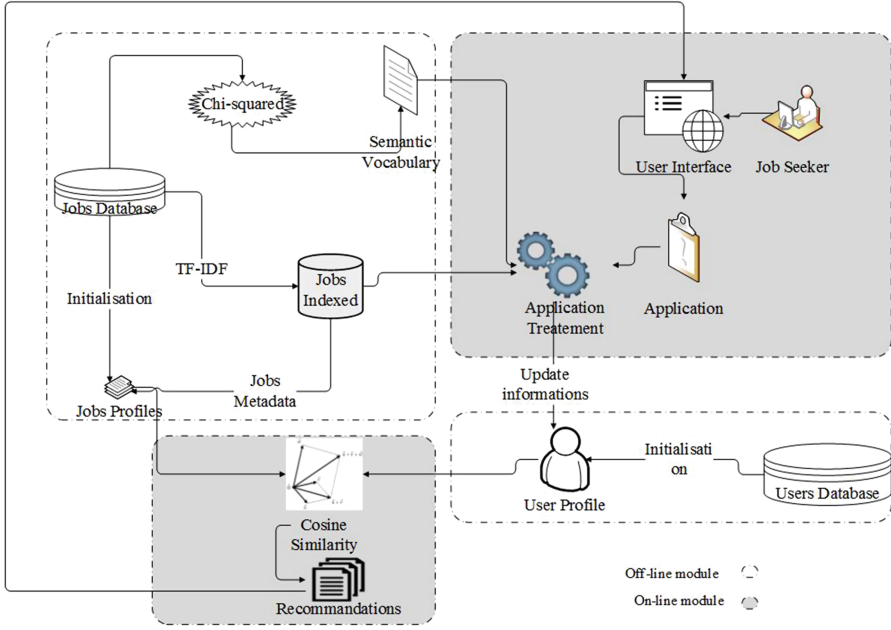 Chi-squared
Semantic
Vocabulary
User Interface
Job Seeker
Jobs Database
TF-IDF
Jobs
Indexed
Initialisation
Application
Treatement
Application
Jobs
Metadata
Jobs Profiles
Update
informations
Initialisati
on
User Profile
Users Database
Cosine
Similarity
Recommandations
Off-line module
On-line module